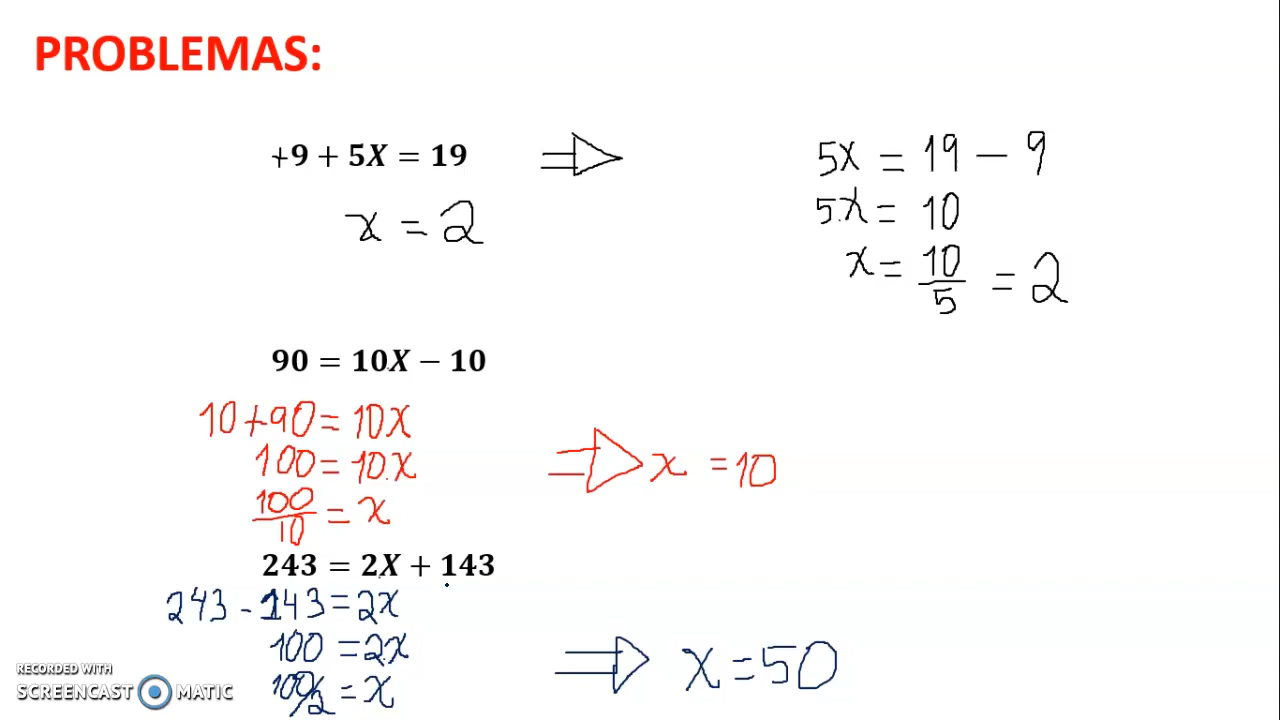 PROBLEMAS:
+9 + 5X = 19
x = 2
5x = 19 - 9
5.x = 10
x = 10/5 = 2
90 = 10X − 10
10+90 = 10x
100 = 10.x
100/10 = x
x = 10
243 = 2X + 143
243 - 143 = 2x
100 = 2.x
100/2 = x
x = 50
RECORDED WITH
SCREENCAST MATIC